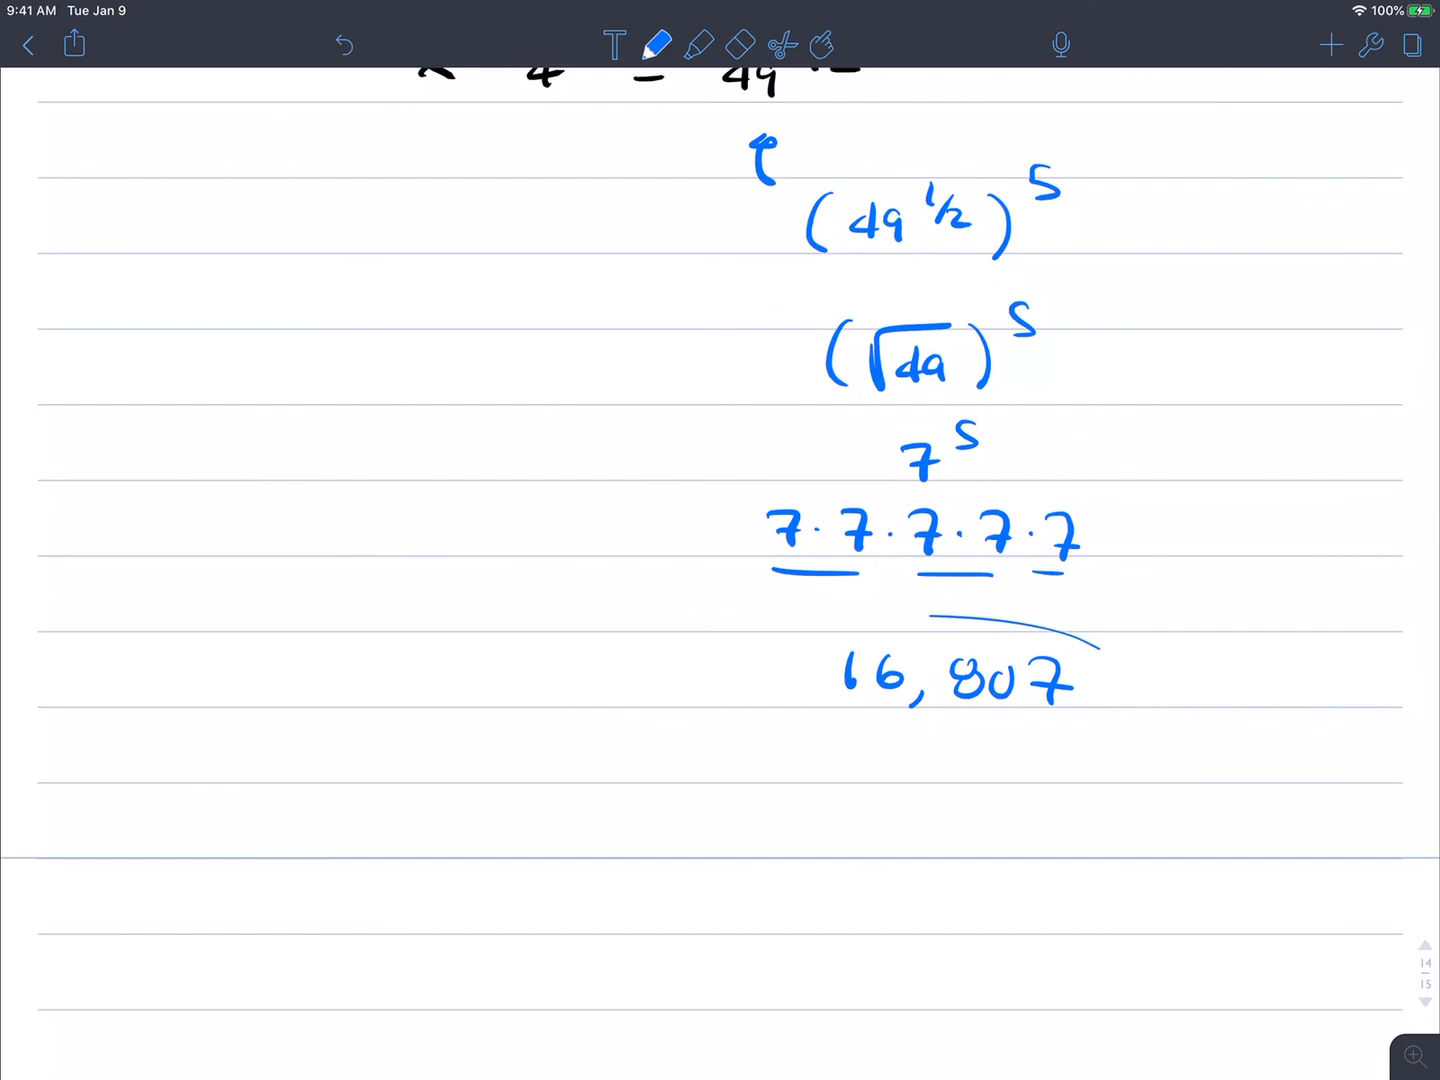 9:41 AM Tue Jan 9 100%
T
(49^1/2)^5
(√49)^5
7^5
7 · 7 · 7 · 7 · 7
16,807
14
15